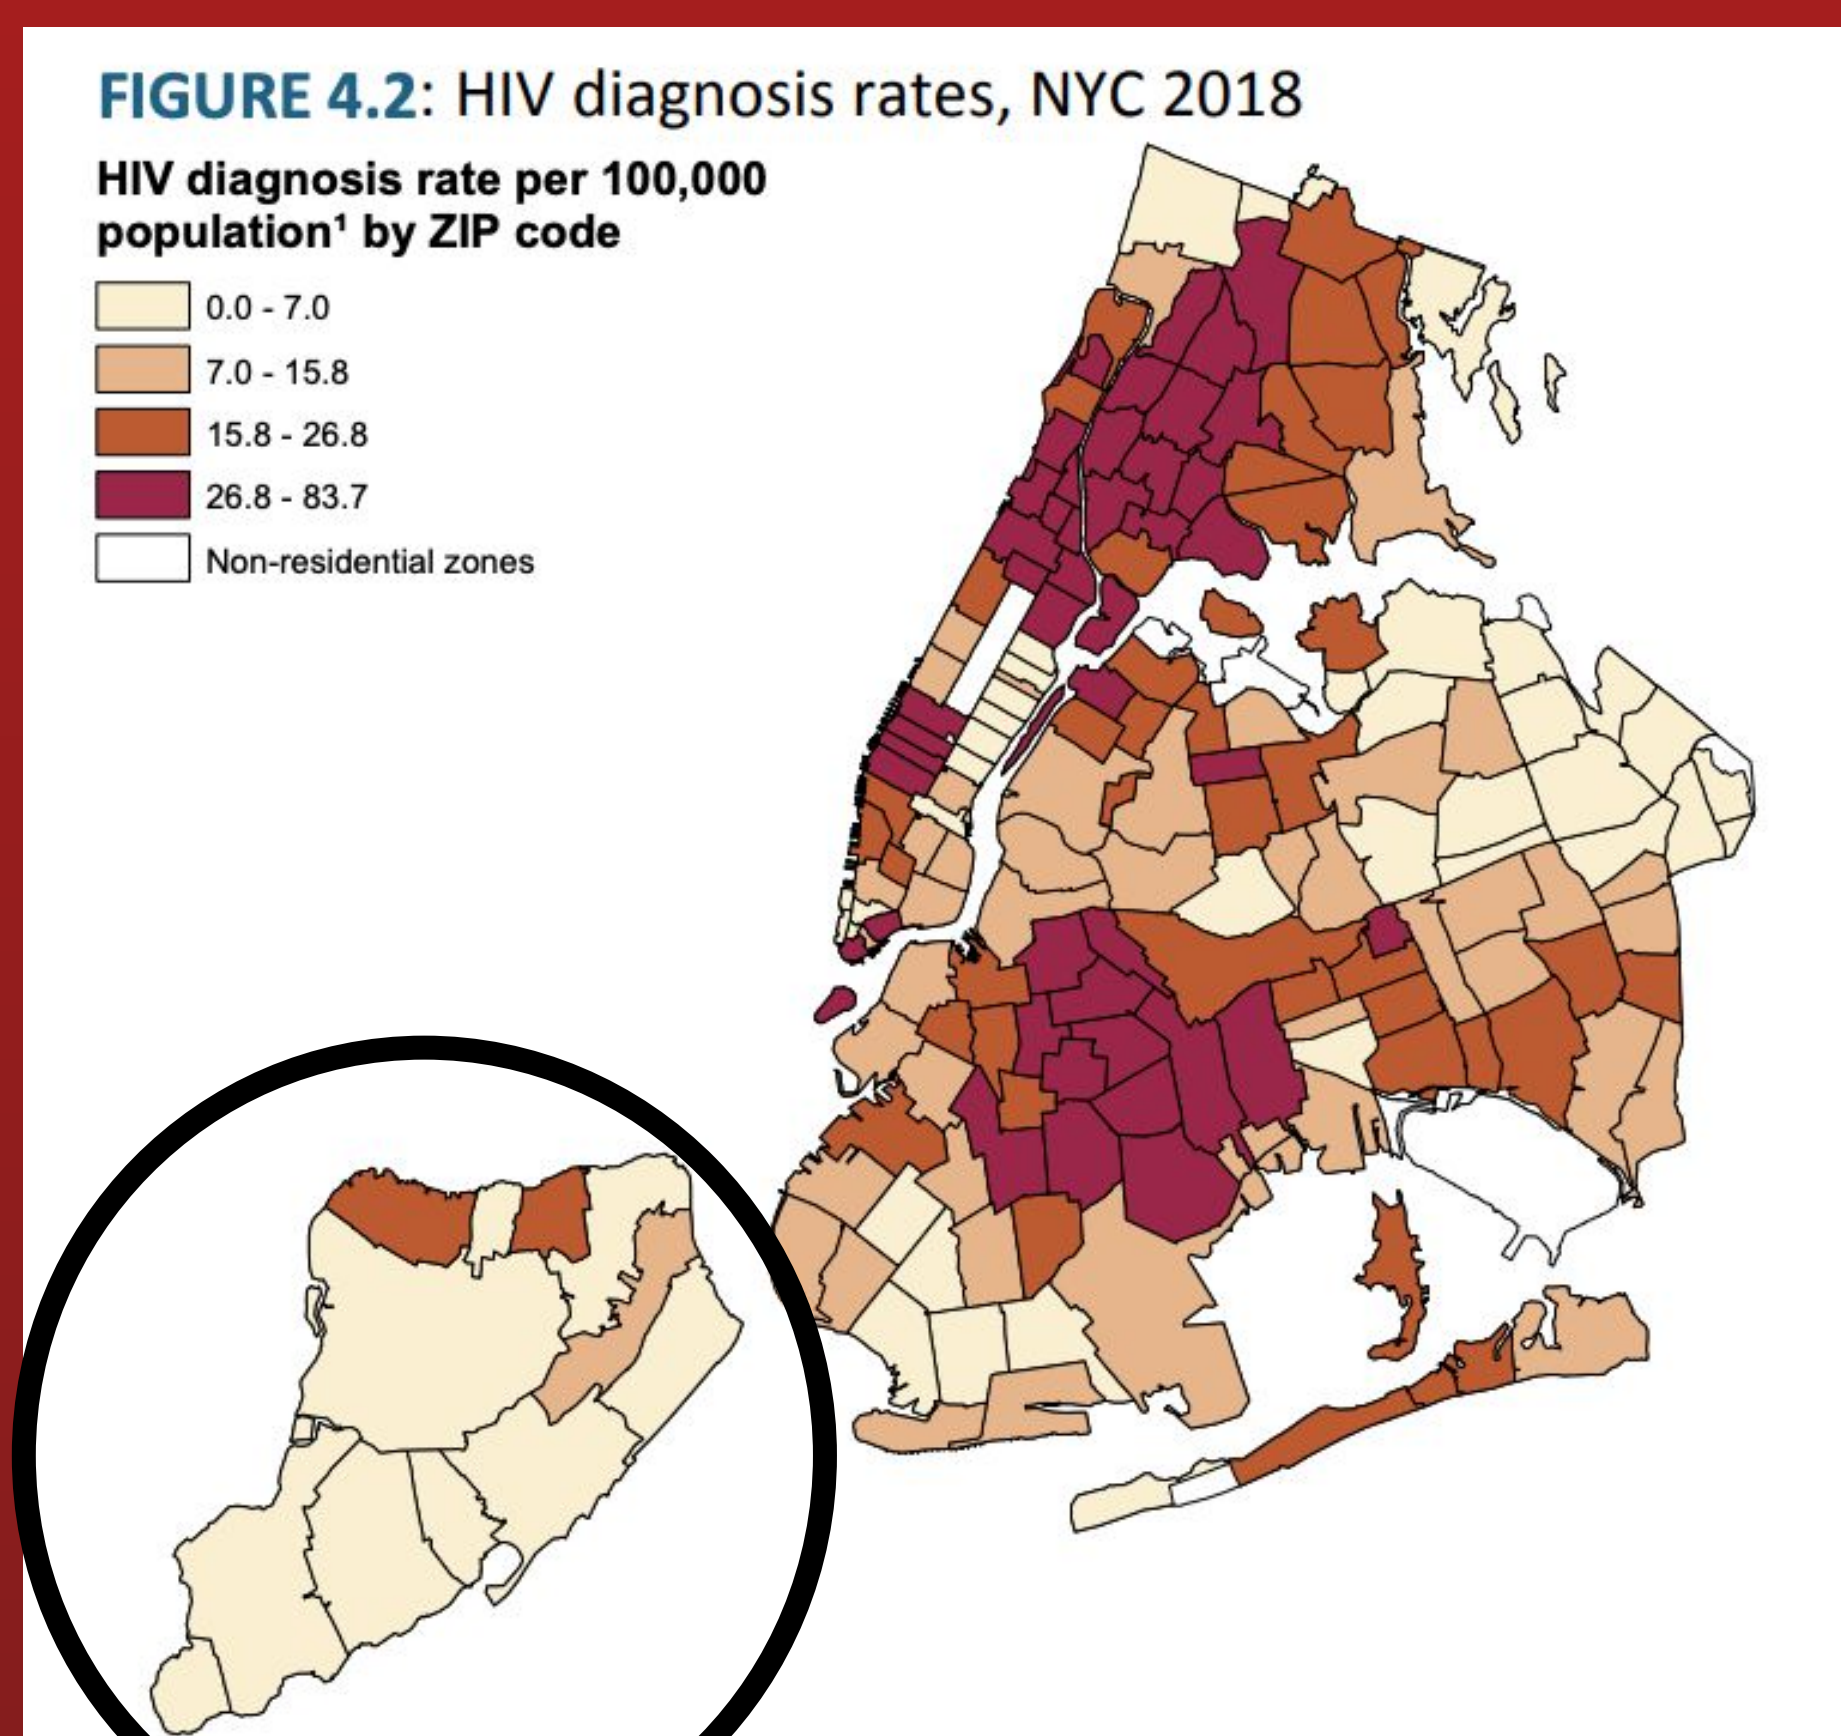 FIGURE 4.2: HIV diagnosis rates, NYC 2018
HIV diagnosis rate per 100,000
population¹ by ZIP code
0.0 - 7.0
7.0 - 15.8
15.8 - 26.8
26.8 - 83.7
Non-residential zones